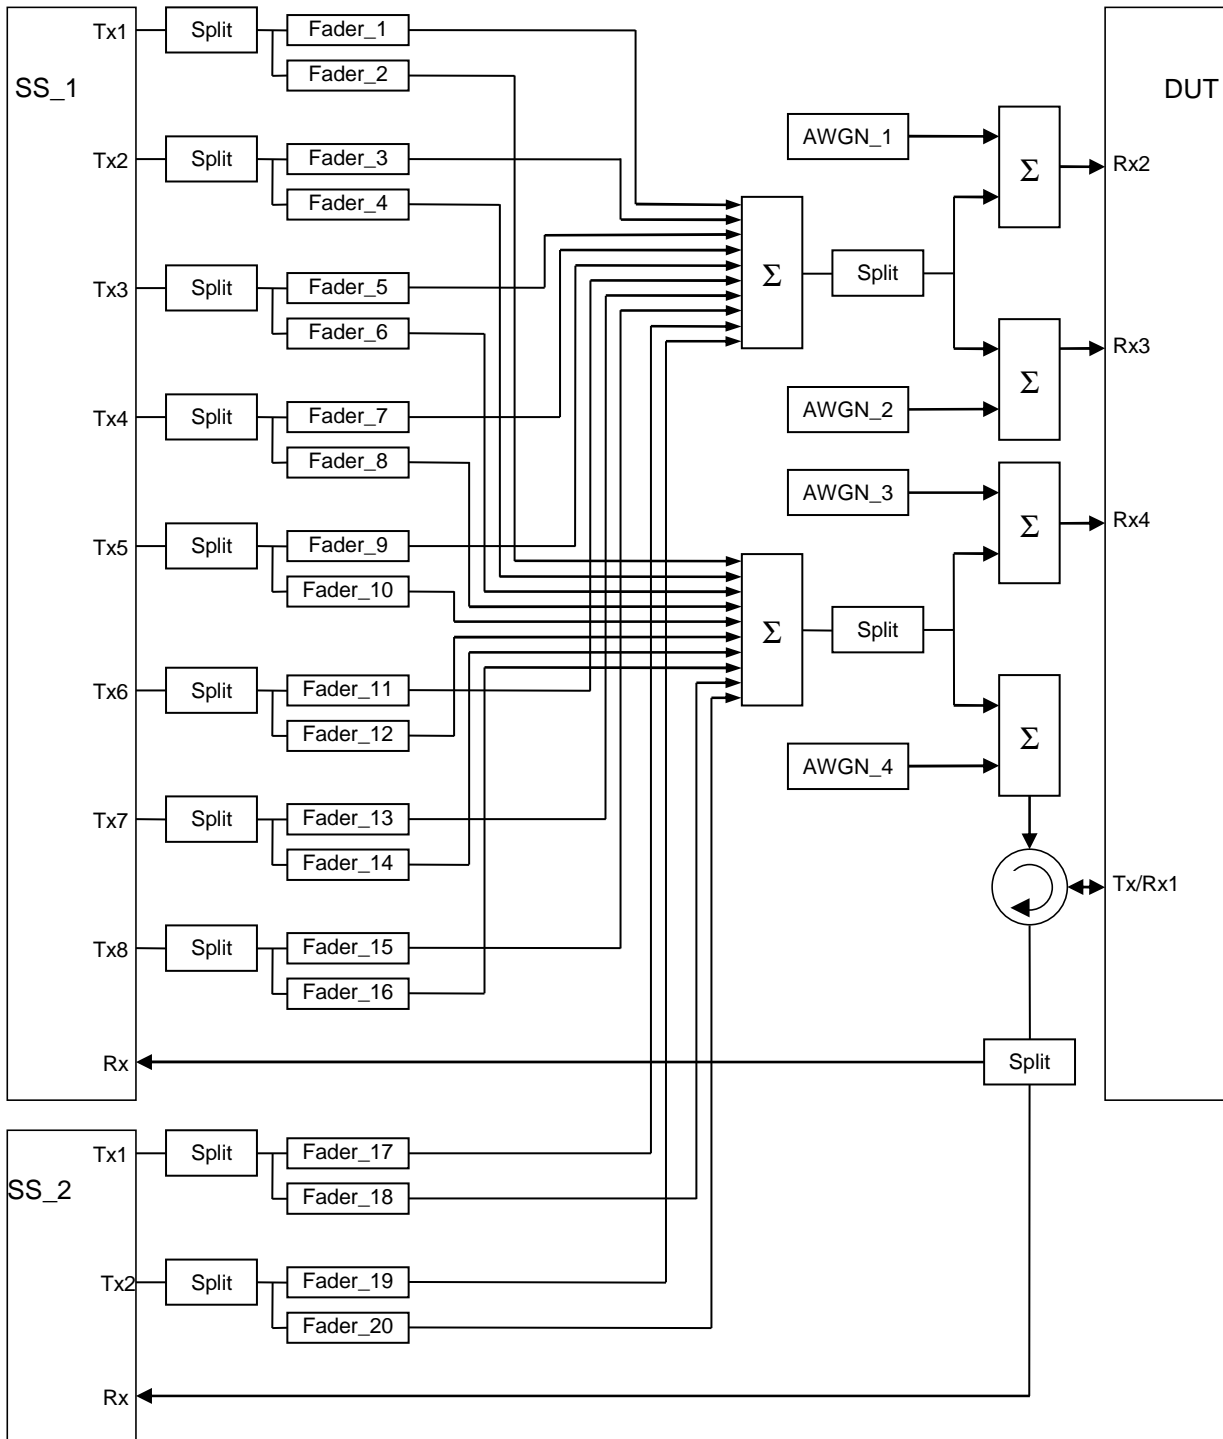 Tx1 Split Fader_1
Fader_2
SS_1 DUT
AWGN_1
Tx2 Split Fader_3 Σ Rx2
Fader_4
Tx3 Split Fader_5 Σ Split
Fader_6 Σ Rx3
Tx4 Split Fader_7 AWGN_2
Fader_8
AWGN_3
Tx5 Split Fader_9 Σ Rx4
Fader_10
Σ Split
Tx6 Split Fader_11
Fader_12 Σ
AWGN_4
Tx7 Split Fader_13
Fader_14
Tx/Rx1
Tx8 Split Fader_15
Fader_16
Rx Split
Tx1 Split Fader_17
SS_2 Fader_18
Tx2 Split Fader_19
Fader_20
Rx